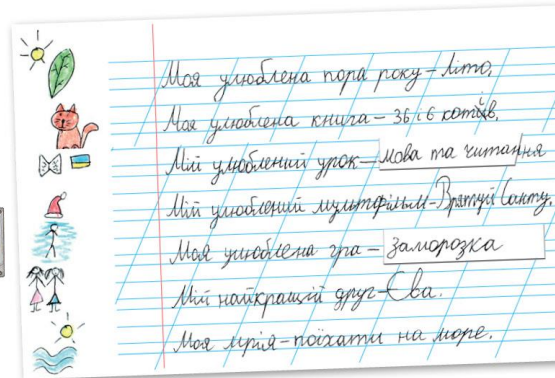 Моя улюблена пора року – літо.
Моя улюблена книга – 36 і 6 котів.
Мій улюблений урок – мова та читання
Мій улюблений мультфільм – Врятуй Санту.
Моя улюблена гра – заморозка
Мій найкращій друг – Єва.
Моя мрія – поїхати на море.